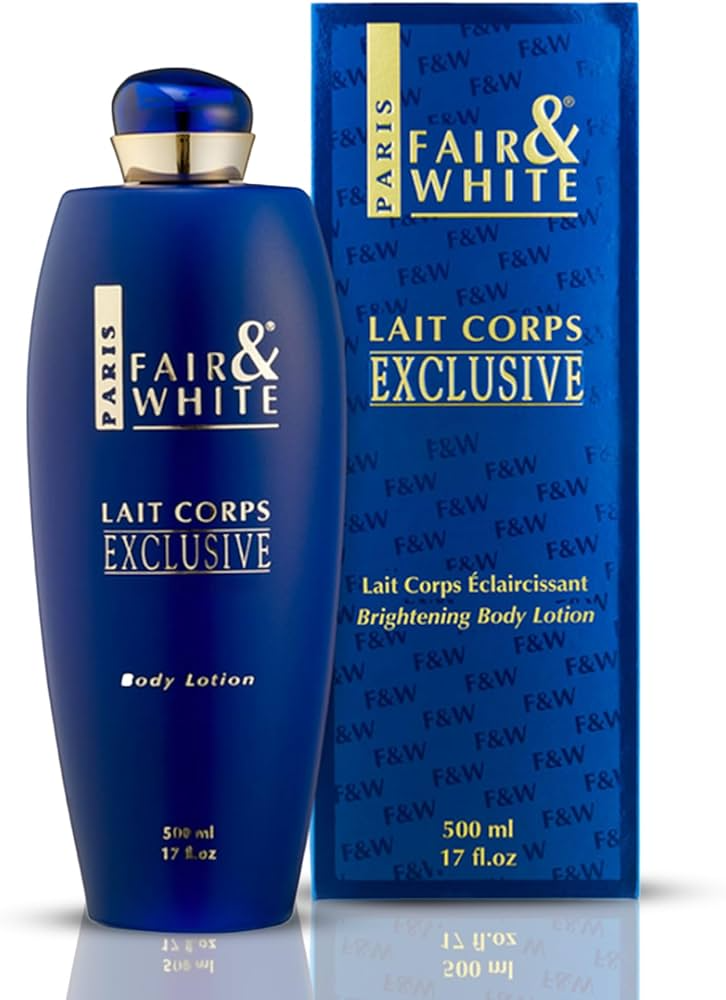 PARIS
FAIR &
WHITE
LAIT CORPS
EXCLUSIVE
Body Lotion
500 ml
17 fl.oz
PARIS
FAIR &®
WHITE
LAIT CORPS
EXCLUSIVE
Lait Corps Éclaircissant
Brightening Body Lotion
500 ml
17 fl.oz
F&W